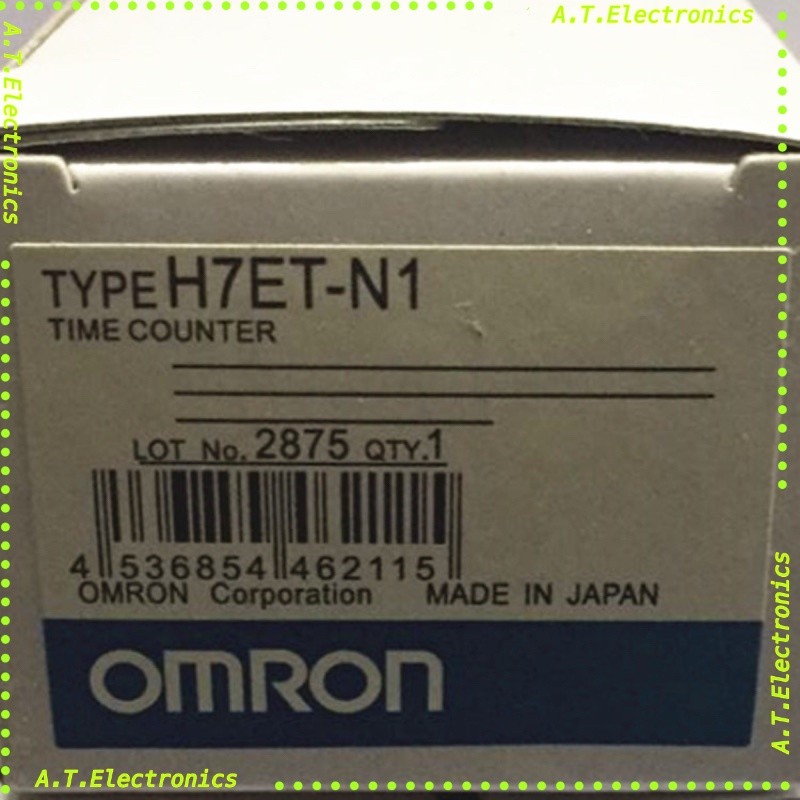 A.T.Electronics
A.T.Electronics
TYPE H7ET-N1
TIME COUNTER
LOT No. 2875 QTY.1
4 536854 462115
OMRON Corporation MADE IN JAPAN
OMRON
A.T.Electronics
A.T.Electronics
A.T.Electronics